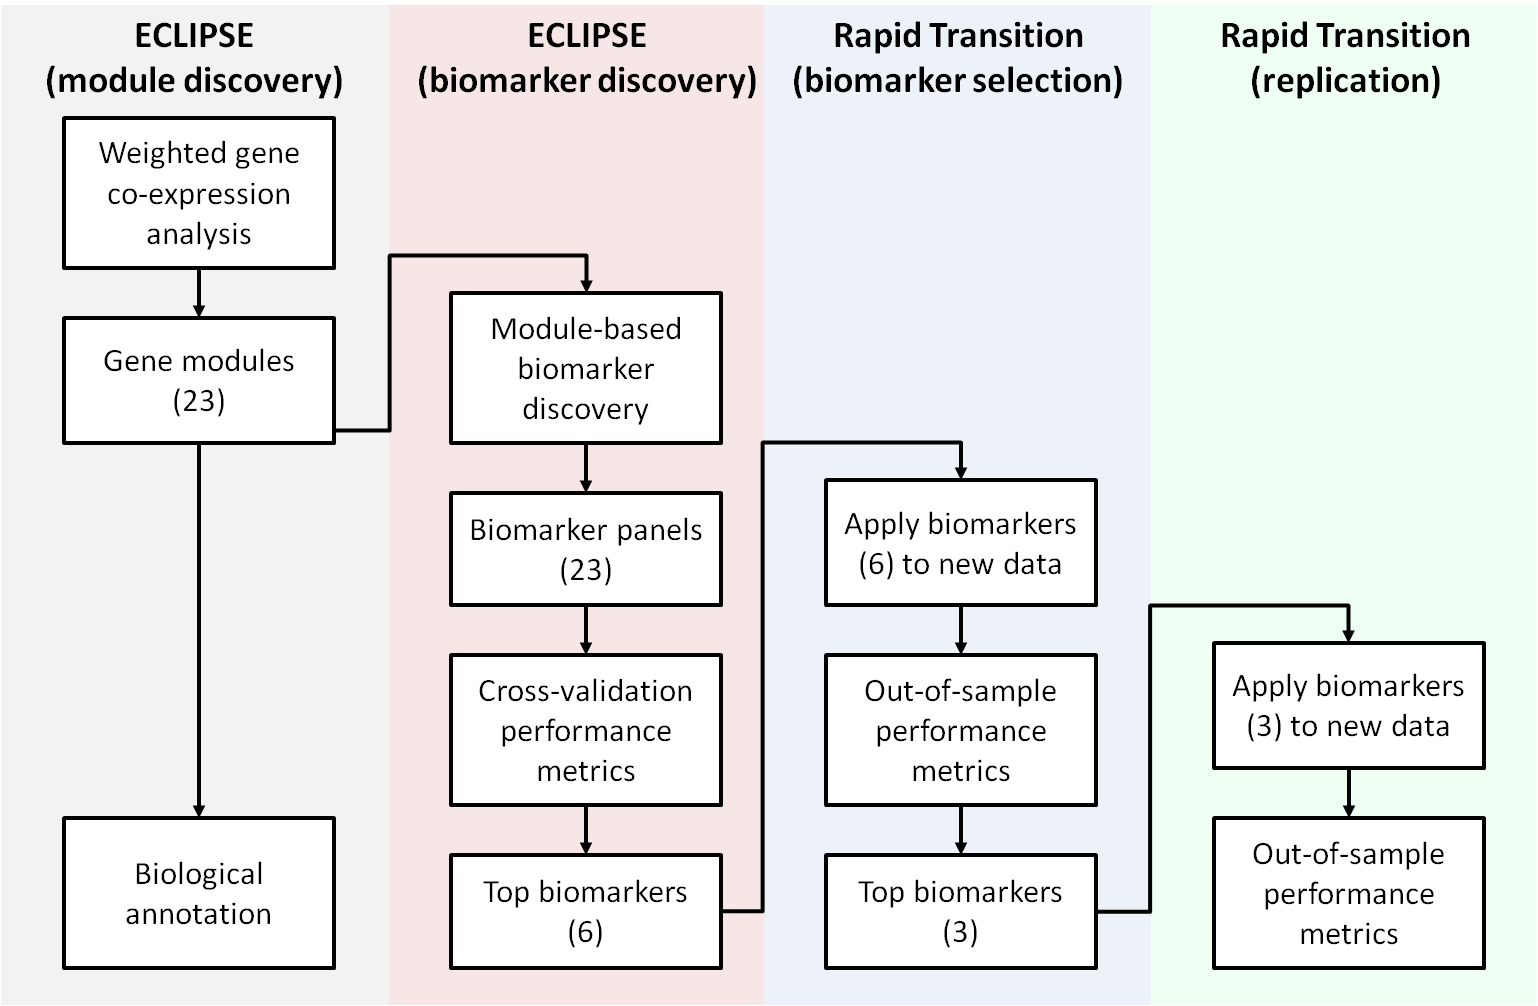 ECLIPSE
(module discovery)
Weighted gene
co-expression
analysis
Gene modules
(23)
Biological
annotation
ECLIPSE
(biomarker discovery)
Module-based
biomarker
discovery
Biomarker panels
(23)
Cross-validation
performance
metrics
Top biomarkers
(6)
Rapid Transition
(biomarker selection)
Apply biomarkers
(6) to new data
Out-of-sample
performance
metrics
Top biomarkers
(3)
Rapid Transition
(replication)
Apply biomarkers
(3) to new data
Out-of-sample
performance
metrics